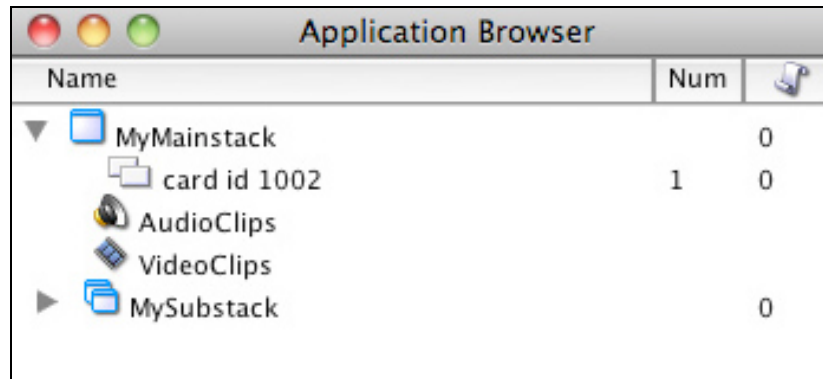 Application Browser
Name Num
MyMainstack 0
card id 1002 1 0
AudioClips
VideoClips
MySubstack 0